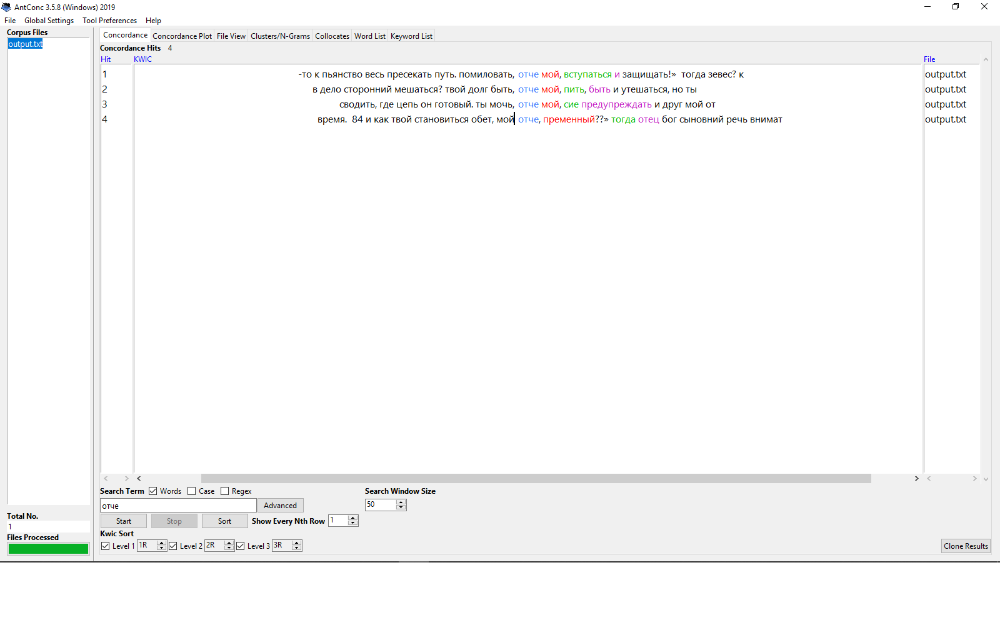 AntConc 3.5.8 (Windows) 2019
File Global Settings Tool Preferences Help
Corpus Files
output.txt
Concordance Concordance Plot File View Clusters/N-Grams Collocates Word List Keyword List
Concordance Hits 4
Hit KWIC File
1 -то к пьянство весь пресекать путь. помиловать, отче мой, вступаться и защищать!» тогда зевес? к output.txt
2 в дело сторонний мешаться? твой долг быть, отче мой, пить, быть и утешаться, но ты output.txt
3 сводить, где цепь он готовый. ты мочь, отче мой, сие предупреждать и друг мой от output.txt
4 время. 84 и как твой становиться обет, мой отче, пременный??» тогда отец бог сыновний речь внимат output.txt
Search Term Words Case Regex Search Window Size
отче Advanced 50
Start Stop Sort Show Every Nth Row 1
Total No.
1
Files Processed
Kwic Sort
Level 1 1R Level 2 2R Level 3 3R Clone Results